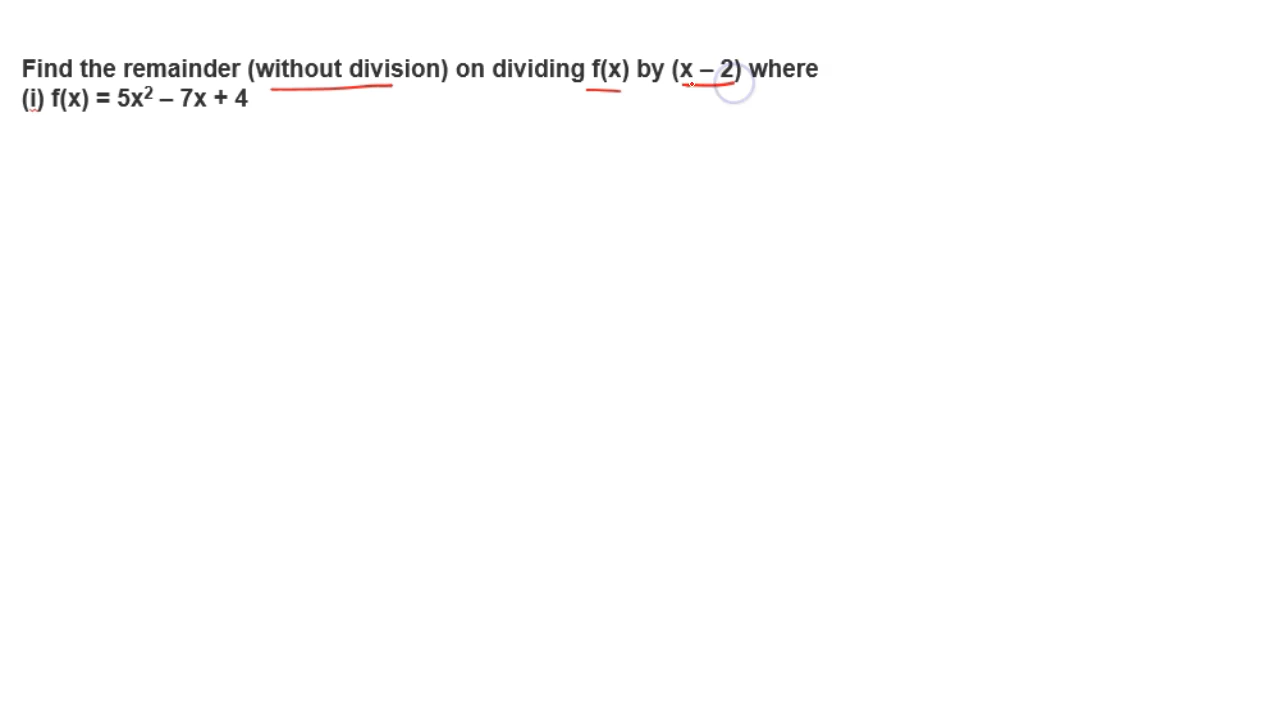 Find the remainder (without division) on dividing f(x) by (x – 2) where
(i) f(x) = 5x² – 7x + 4